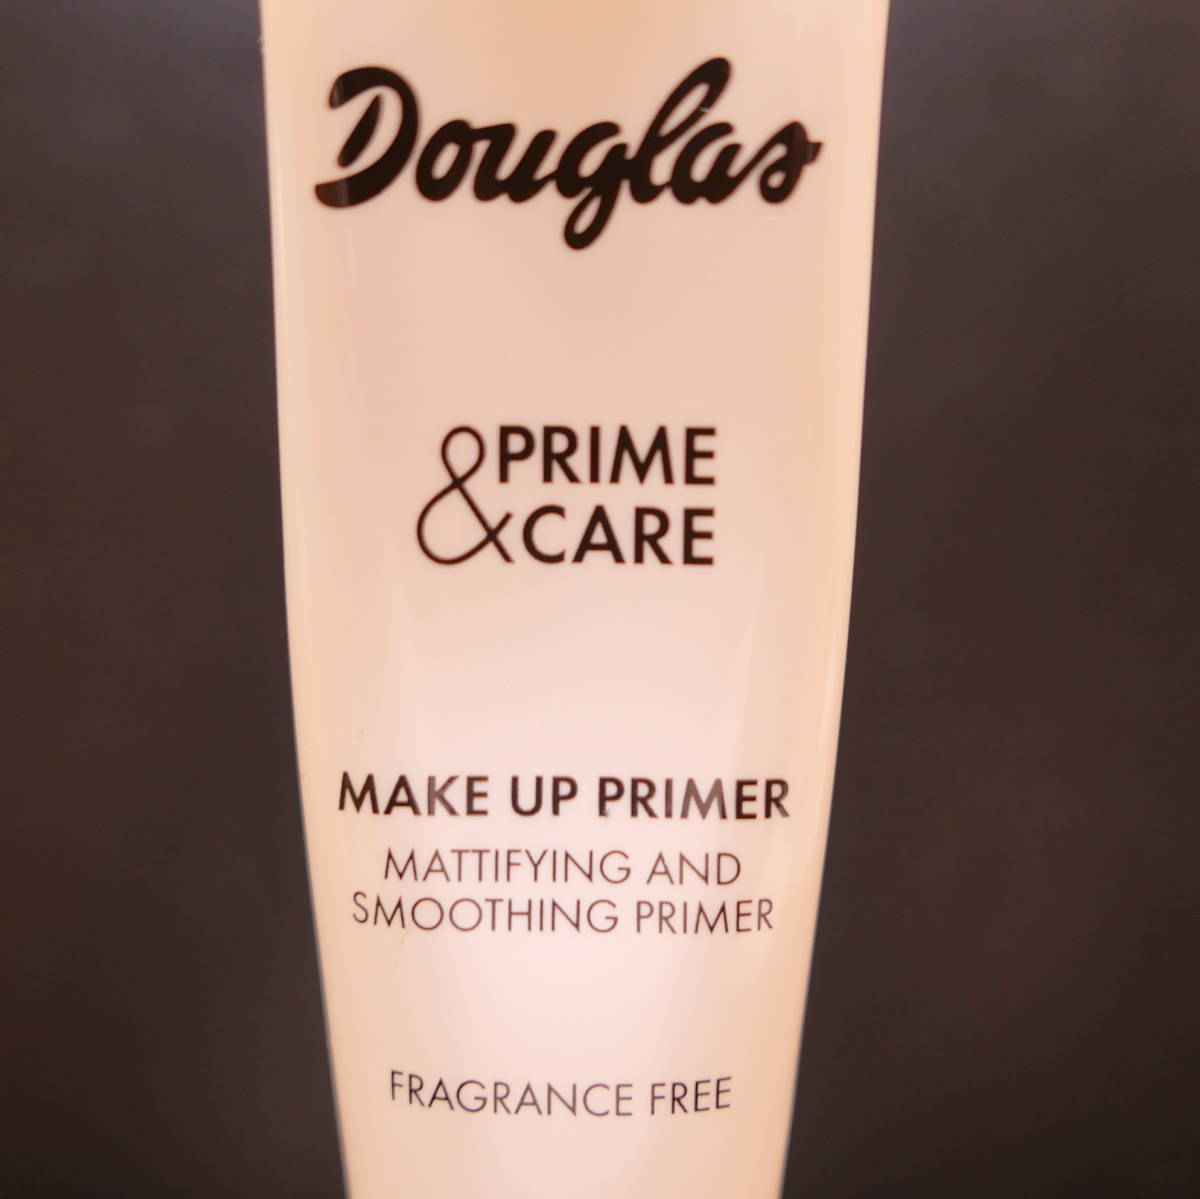 Douglas
PRIME
& CARE
MAKE UP PRIMER
MATTIFYING AND
SMOOTHING PRIMER
FRAGRANCE FREE